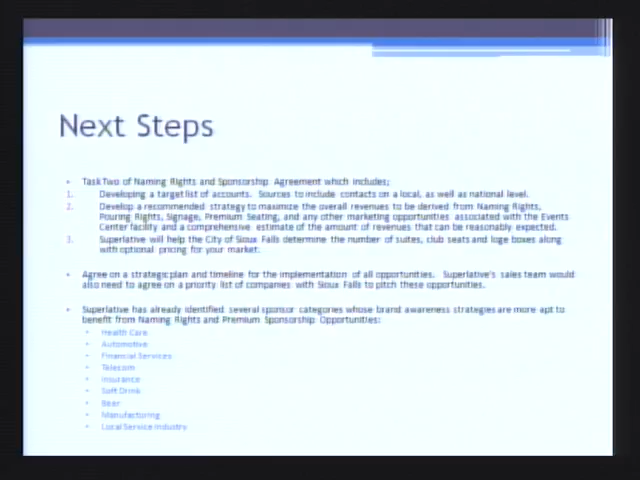 Next Steps
• Task Two of Naming Rights and Sponsorship Agreement which includes;
1. Developing a target list of accounts. Sources to include contacts on a local, as well as national level.
2. Develop a recommended strategy to maximize the overall revenues to be derived from Naming Rights,
Pouring Rights, Signage, Premium Seating, and any other marketing opportunities associated with the Events
Center facility and a comprehensive estimate of the amount of revenues that can be reasonably expected.
3. Superlative will help the City of Sioux Falls determine the number of suites, club seats and loge boxes along
with optional pricing for your market.
• Agree on a strategic plan and timeline for the implementation of all opportunities. Superlative's sales team would
also need to agree on a priority list of companies with Sioux Falls to pitch these opportunities.
• Superlative has already identified several sponsor categories whose brand awareness strategies are more apt to
benefit from Naming Rights and Premium Sponsorship Opportunities:
• Health Care
• Automotive
• Financial Services
• Telecom
• Insurance
• Soft Drink
• Beer
• Manufacturing
• Local Service Industry